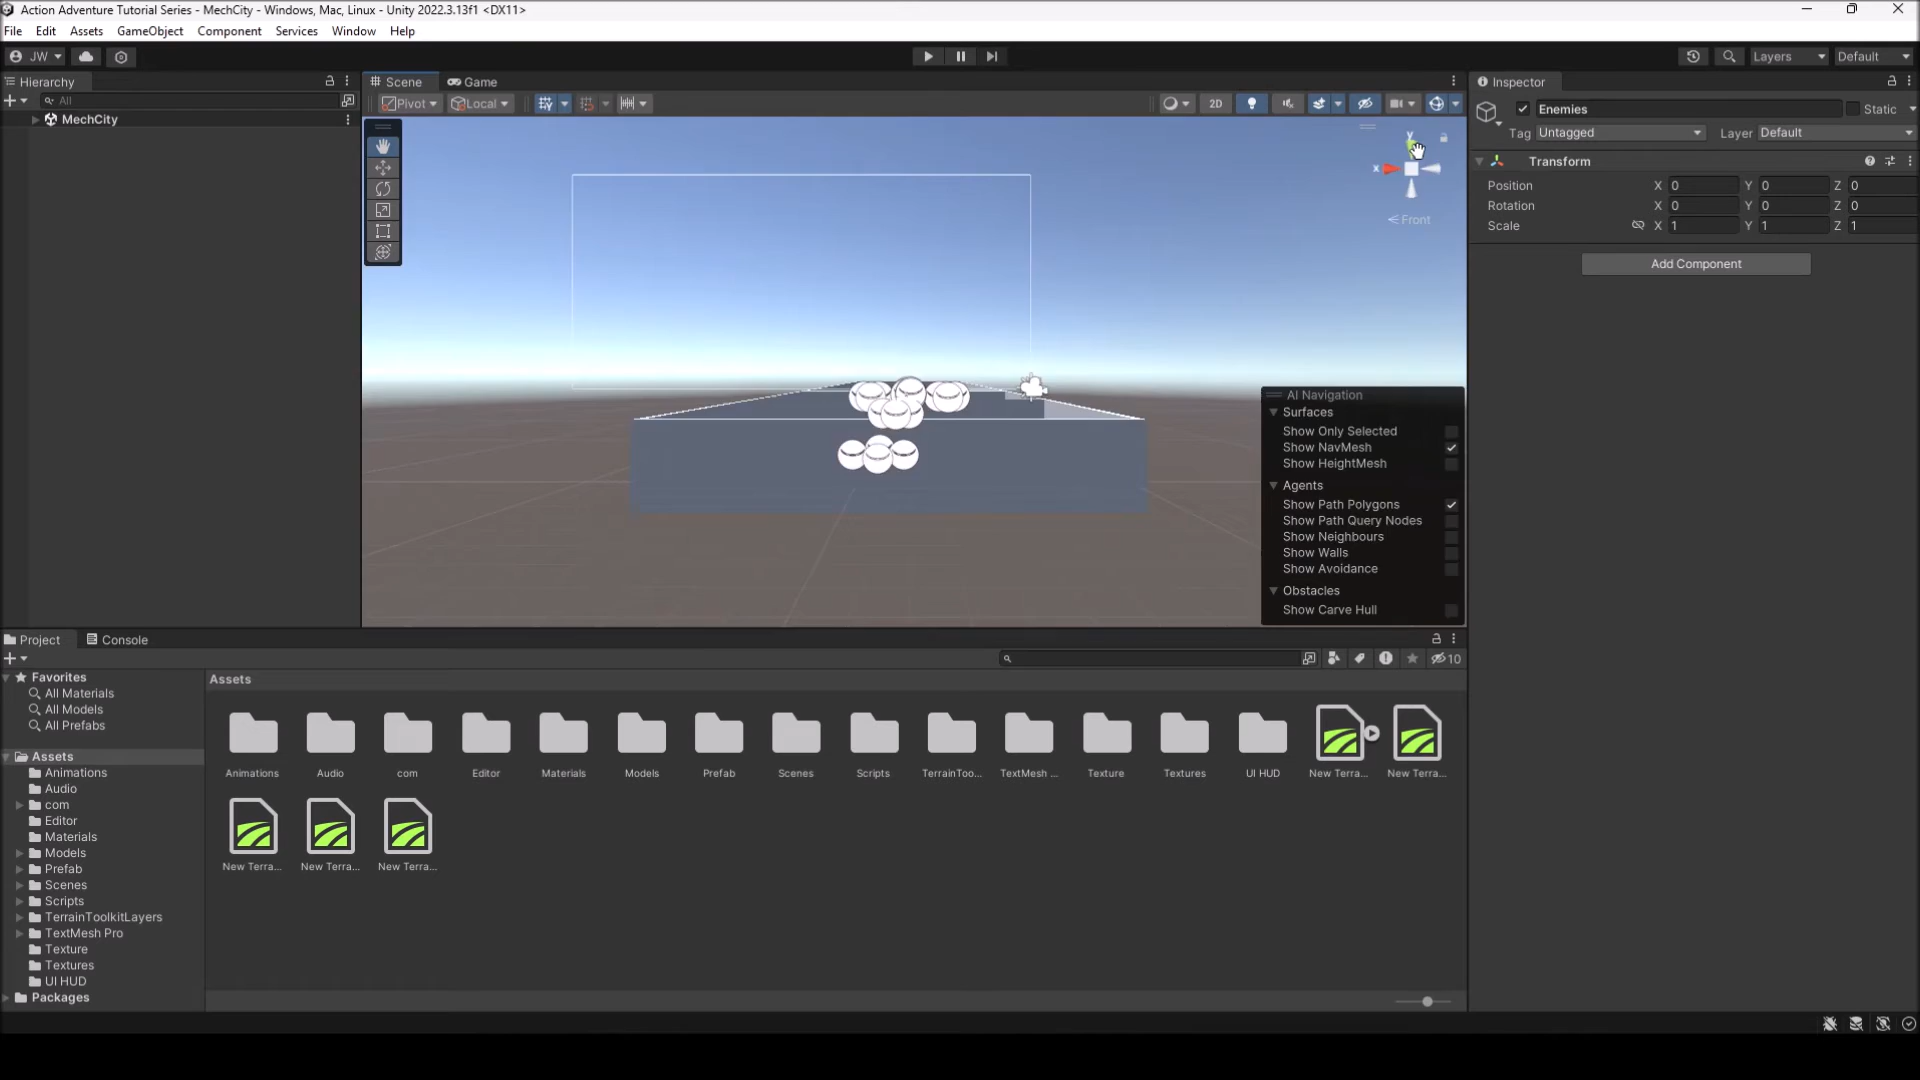 Action Adventure Tutorial Series - MechCity - Windows, Mac, Linux - Unity 2022.3.13f1 <DX11>
File Edit Assets GameObject Component Services Window Help
JW Layers Default
Hierarchy
All
MechCity
Scene Game
Pivot Local 2D
y
x
Front
AI Navigation
Surfaces
Show Only Selected
Show NavMesh
Show HeightMesh
Agents
Show Path Polygons
Show Path Query Nodes
Show Neighbours
Show Walls
Show Avoidance
Obstacles
Show Carve Hull
Inspector
Enemies Static
Tag Untagged Layer Default
Transform
Position X 0 Y 0 Z 0
Rotation X 0 Y 0 Z 0
Scale X 1 Y 1 Z 1
Add Component
Project Console
10
Favorites
All Materials
All Models
All Prefabs
Assets
Animations
Audio
com
Editor
Materials
Models
Prefab
Scenes
Scripts
TerrainToolkitLayers
TextMesh Pro
Texture
Textures
UI HUD
Packages
Assets
Animations Audio com Editor Materials Models Prefab Scenes Scripts TerrainToo... TextMesh ... Texture Textures UI HUD New Terra... New Terra...
New Terra... New Terra... New Terra...